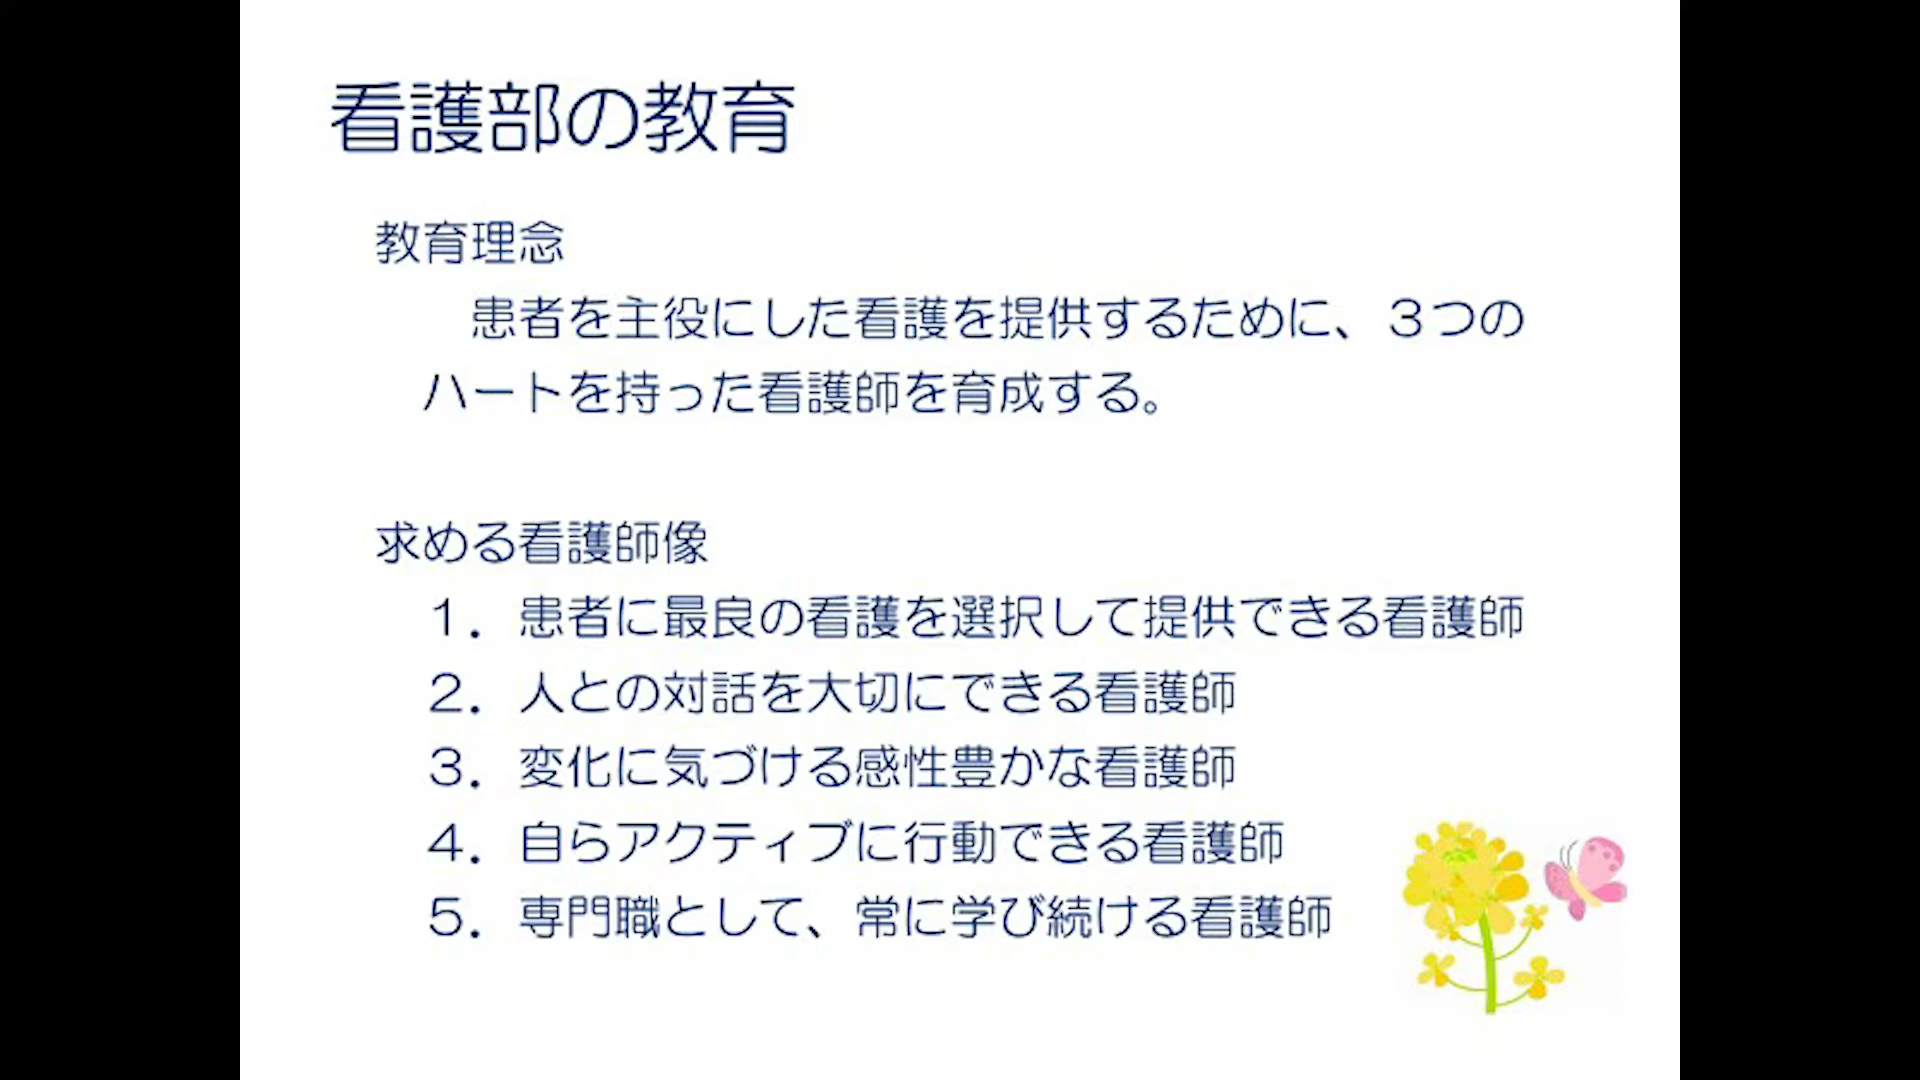 看護部の教育
教育理念
患者を主役にした看護を提供するために、３つの
ハートを持った看護師を育成する。
求める看護師像
１．患者に最良の看護を選択して提供できる看護師
２．人との対話を大切にできる看護師
３．変化に気づける感性豊かな看護師
４．自らアクティブに行動できる看護師
５．専門職として、常に学び続ける看護師